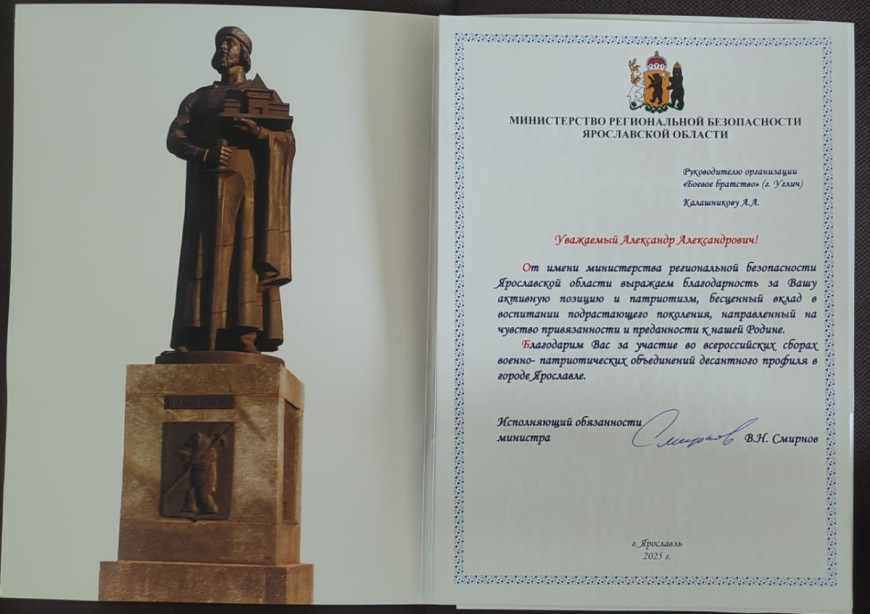 МИНИСТЕРСТВО РЕГИОНАЛЬНОЙ БЕЗОПАСНОСТИ
ЯРОСЛАВСКОЙ ОБЛАСТИ
Руководителю организации
«Боевое братство» (г. Углич)
Калашникову А.А.
Уважаемый Александр Александрович!
От имени министерства региональной безопасности
Ярославской области выражаем благодарность за Вашу
активную позицию и патриотизм, бесценный вклад в
воспитании подрастающего поколения, направленный на
чувство привязанности и преданности к нашей Родине.
Благодарим Вас за участие во всероссийских сборах
военно- патриотических объединений десантного профиля в
городе Ярославле.
Исполняющий обязанности
министра
Смирнов
В.Н. Смирнов
г. Ярославль
2025 г.